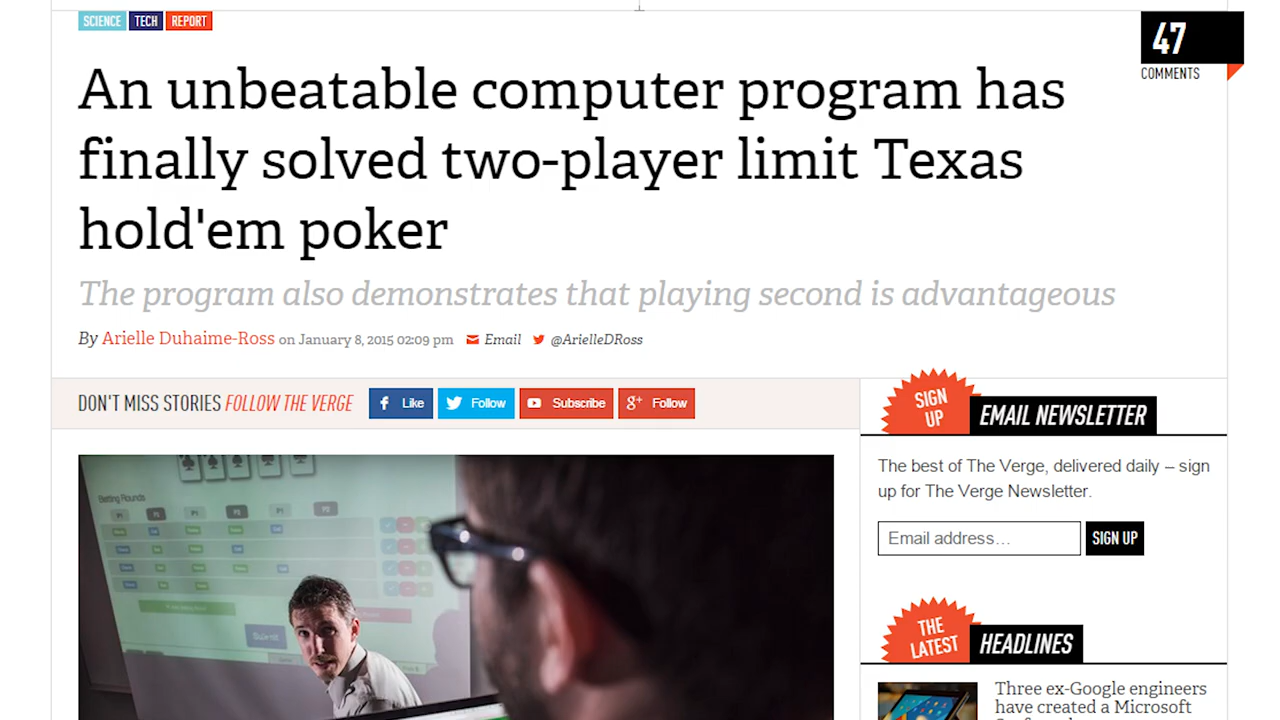 SCIENCE TECH REPORT
47
COMMENTS
An unbeatable computer program has
finally solved two-player limit Texas
hold'em poker
The program also demonstrates that playing second is advantageous
By Arielle Duhaime-Ross on January 8, 2015 02:09 pm Email @ArielleDRoss
DON'T MISS STORIES FOLLOW THE VERGE
Like
Follow
Subscribe
g+ Follow
SIGN
UP
EMAIL NEWSLETTER
The best of The Verge, delivered daily – sign
up for The Verge Newsletter.
Email address…
SIGN UP
Betting Rounds
Submit
THE
LATEST
HEADLINES
Three ex-Google engineers
have created a Microsoft